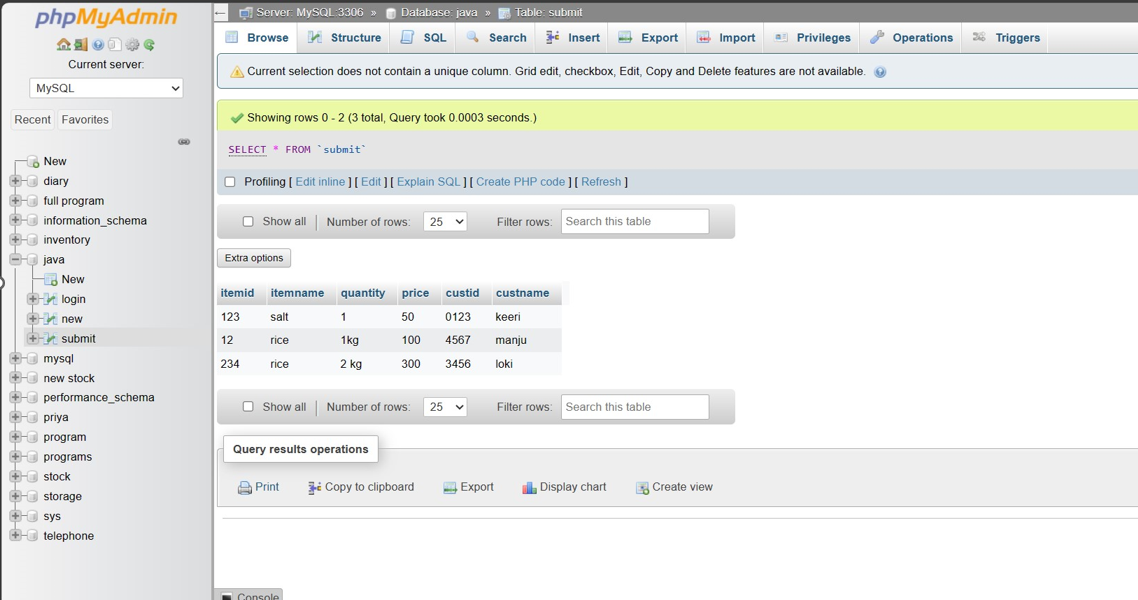 phpMyAdmin
Current server:
MySQL
Recent Favorites
New
diary
full program
information_schema
inventory
java
New
login
new
submit
mysql
new stock
performance_schema
priya
program
programs
stock
storage
sys
telephone
Server: MySQL:3306 » Database: java » Table: submit
Browse Structure SQL Search Insert Export Import Privileges Operations Triggers
Current selection does not contain a unique column. Grid edit, checkbox, Edit, Copy and Delete features are not available.
Showing rows 0 - 2 (3 total, Query took 0.0003 seconds.)
SELECT * FROM `submit`
Profiling [ Edit inline ] [ Edit ] [ Explain SQL ] [ Create PHP code ] [ Refresh ]
Show all | Number of rows: 25 Filter rows: Search this table
Extra options
itemid itemname quantity price custid custname
123 salt 1 50 0123 keeri
12 rice 1kg 100 4567 manju
234 rice 2 kg 300 3456 loki
Show all | Number of rows: 25 Filter rows: Search this table
Query results operations
Print Copy to clipboard Export Display chart Create view
Console